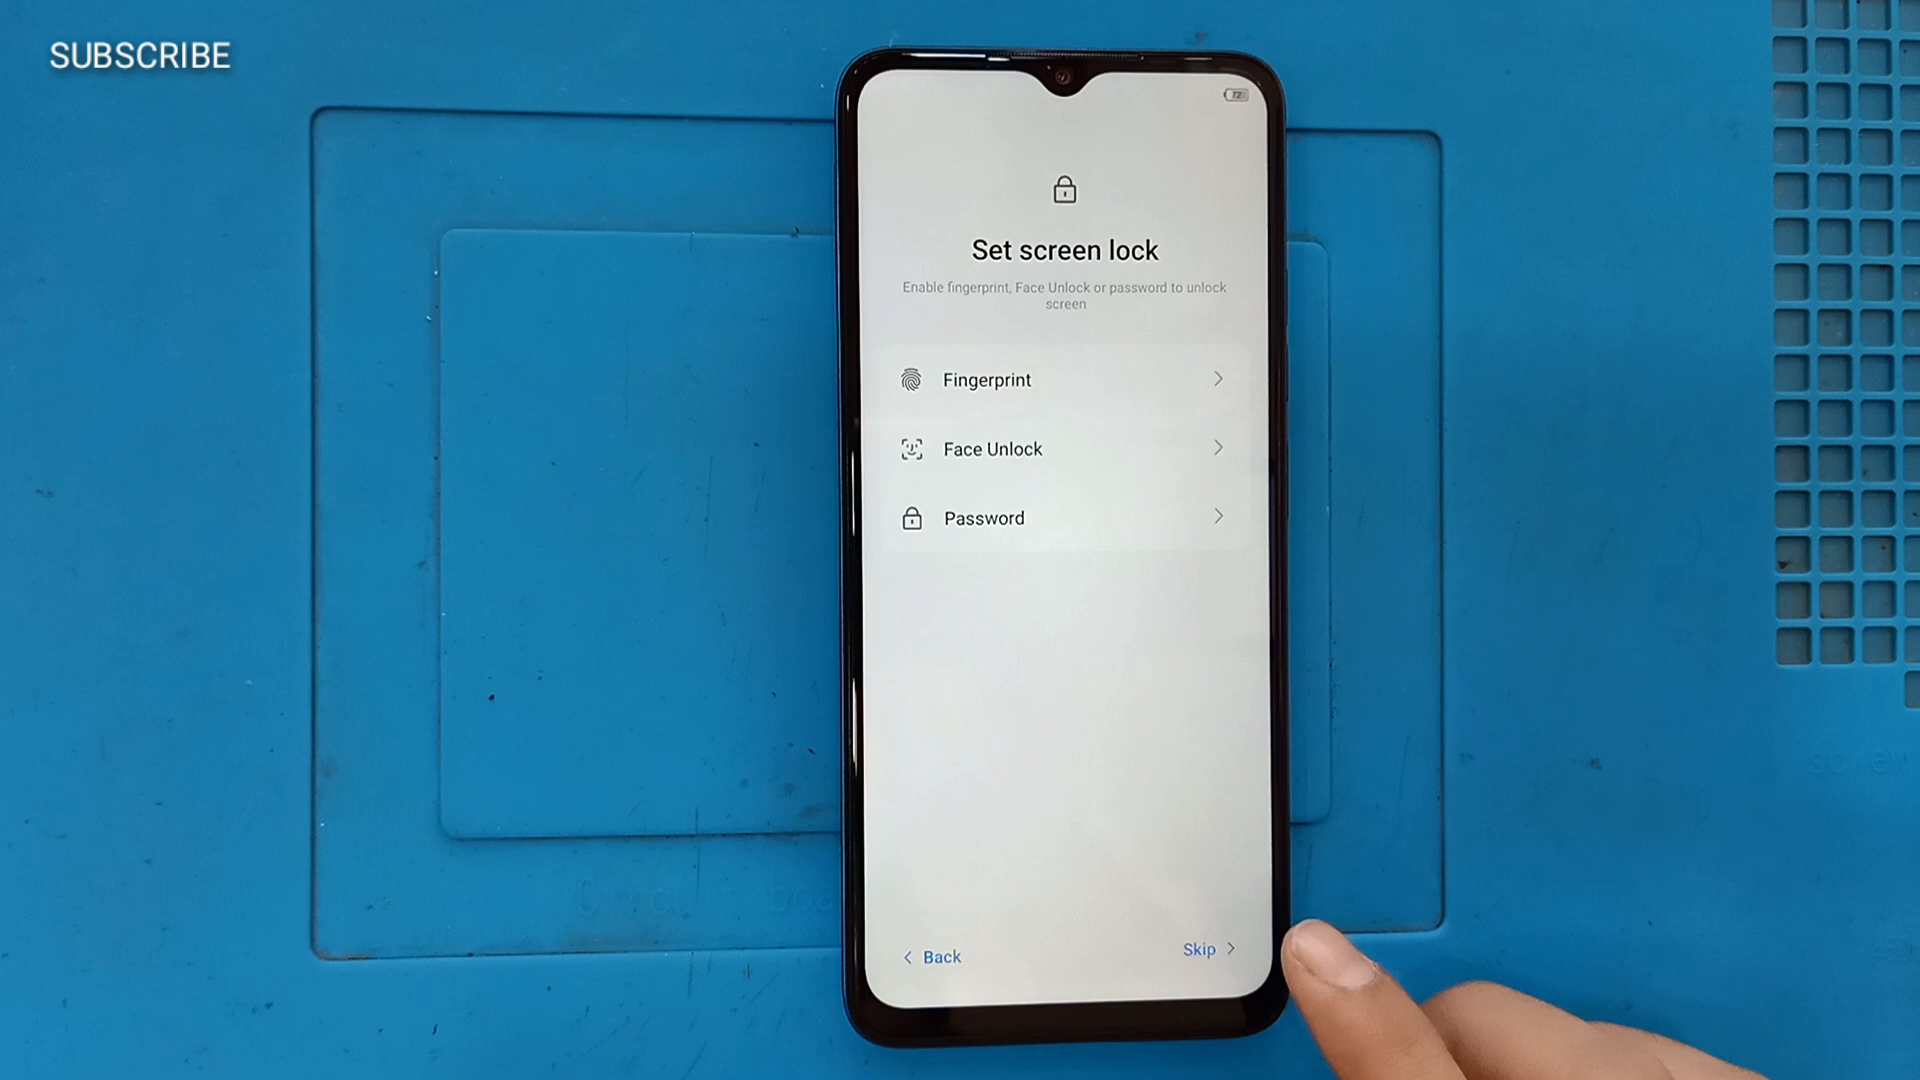 SUBSCRIBE
72
Set screen lock
Enable fingerprint, Face Unlock or password to unlock
screen
Fingerprint
Face Unlock
Password
Back
Skip